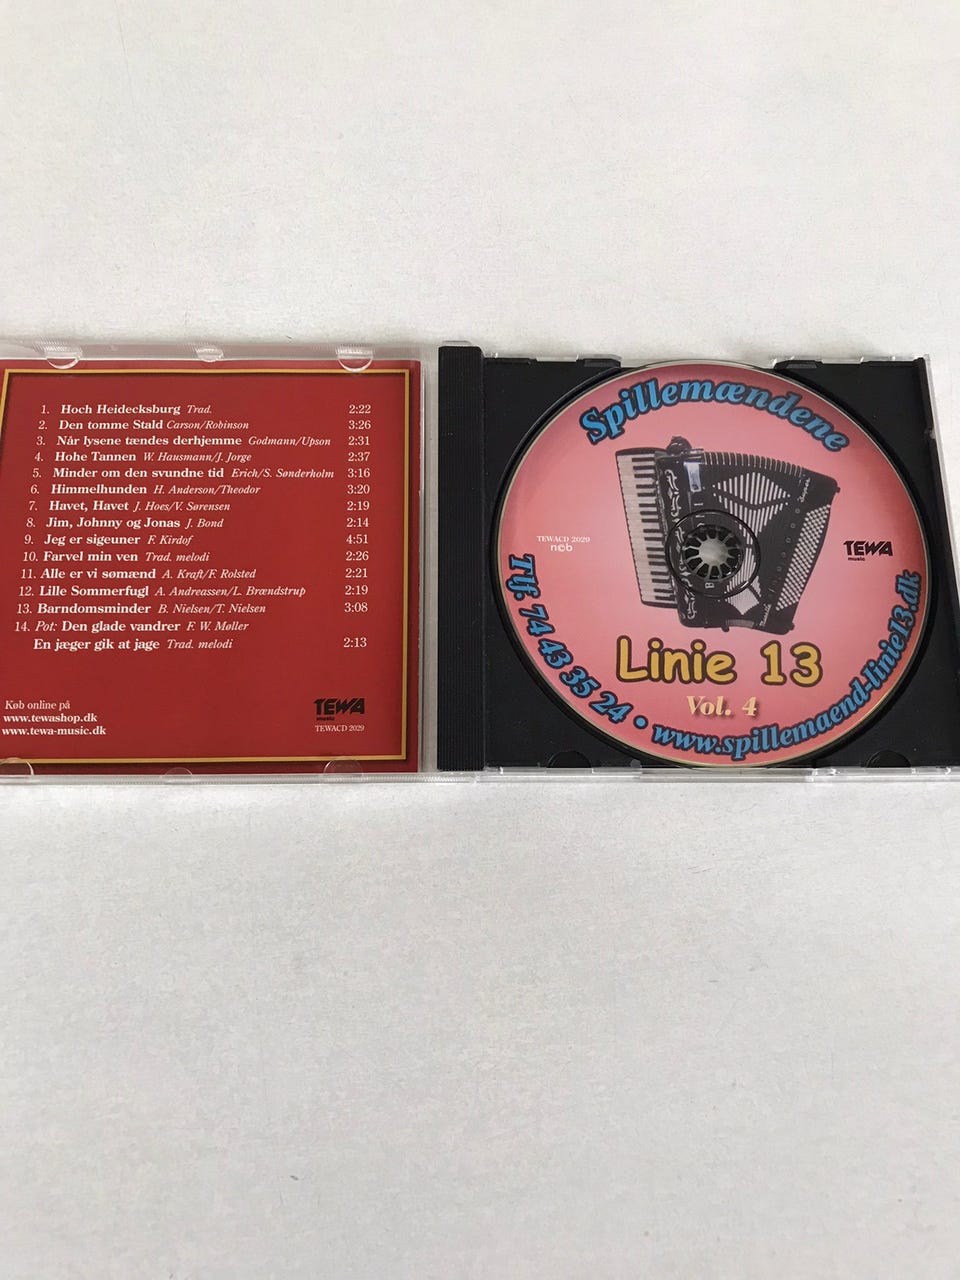 1. Hoch Heidecksburg Trad. 2:22
2. Den tomme Stald Carson/Robinson 3:26
3. Når lysene tændes derhjemme Godmann/Upson 2:31
4. Hohe Tannen W. Hausmann/J. Jorge 2:37
5. Minder om den svundne tid Erich/S. Sønderholm 3:16
6. Himmelhunden H. Anderson/Theodor 3:20
7. Havet, Havet J. Hoes/V. Sørensen 2:19
8. Jim, Johnny og Jonas J. Bond 2:14
9. Jeg er sigeuner F. Kirdof 4:51
10. Farvel min ven Trad. melodi 2:26
11. Alle er vi sømænd A. Kraft/F. Rolsted 2:21
12. Lille Sommerfugl A. Andreassen/L. Brændstrup 2:19
13. Barndomsminder B. Nielsen/T. Nielsen 3:08
14. Pot: Den glade vandrer F. W. Møller
En jæger gik at jage Trad. melodi 2:13
Køb online på
www.tewashop.dk
www.tewa-music.dk
TEWA
music
TEWACD 2029
Spillemændene
TEWACD 2029
n©b
TEWA
music
Linie 13
Vol. 4
Tlf. 74 43 35 24 • www.spillemaend-linie13.dk